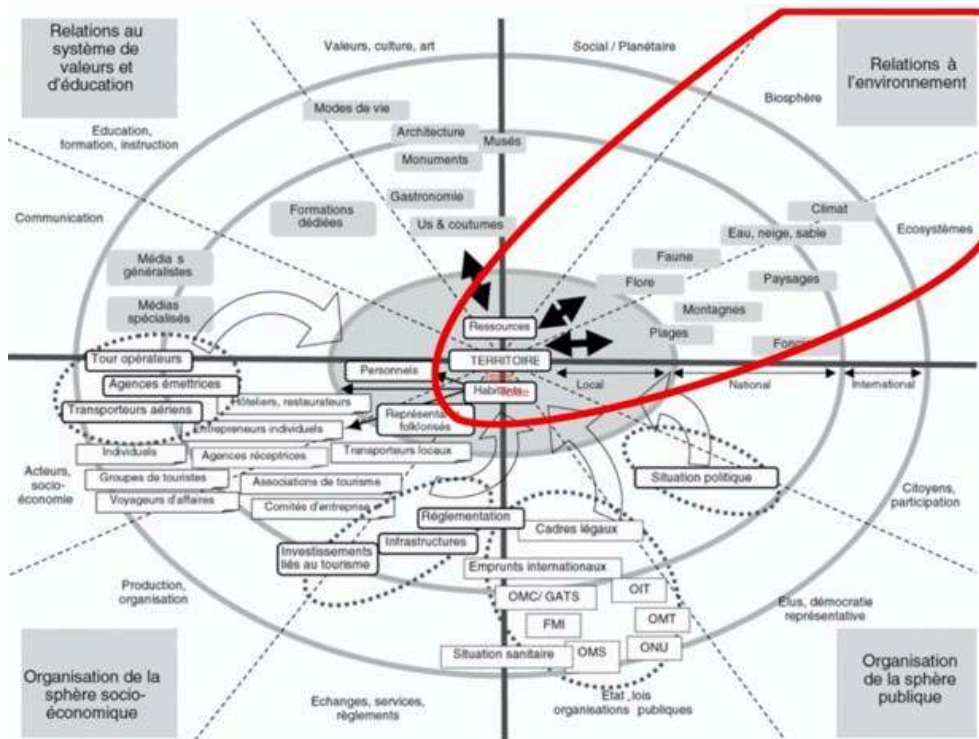 Relations au
système de
valeurs et
d'éducation
Valeurs, culture, art
Social / Planétaire
Relations à
l'environnement
Biosphère
Modes de vie
Education,
formation, instruction
Architecture
Musés
Monuments
Gastronomie
Formations
dédiées
Us & coutumes
Communication
Climat
Eau, neige, sable
Ecosystèmes
Faune
Flore
Paysages
Montagnes
Plages
Média s
généralistes
Médias
spécialisés
Ressources
TERRITOIRE
Habitants
Local
National
International
Tour opérateurs
Agences émettrices
Transporteurs aériens
Personnels
Hôteliers, restaurateurs
Entrepreneurs individuels
folklorisés
Individuels
Agences réceptrices
Transporteurs locaux
Acteurs,
socio-
économie
Groupes de touristes
Associations de tourisme
Voyageurs d'affaires
Comités d'entreprise
Situation politique
Citoyens,
participation
Réglementation
Infrastructures
Investissements
liés au tourisme
Cadres légaux
Emprunts internationaux
OMC/ GATS
OIT
FMI
OMT
OMS
ONU
Situation sanitaire
Production,
organisation
Elus, démocratie
représentative
Organisation de la
sphère socio-
économique
Echanges, services,
règlements
Etat ,lois
organisations publiques
Organisation
de la sphère
publique